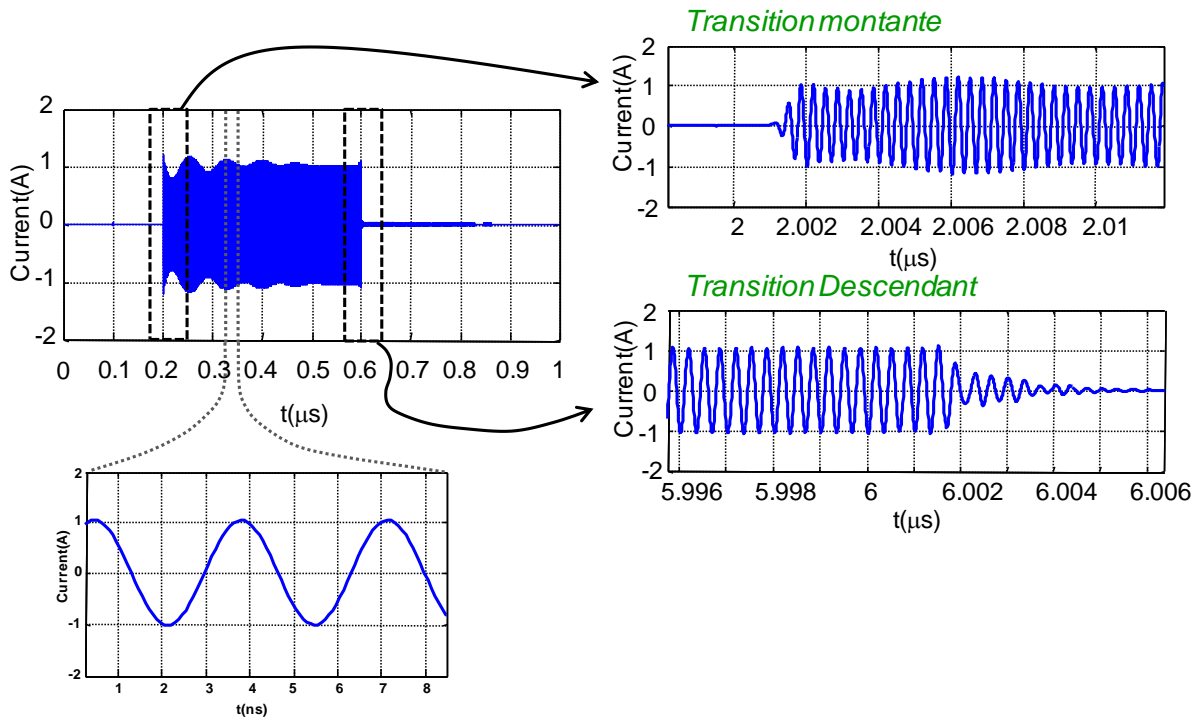 Transition montante
2
1
0
-1
-2
Current(A)
2 2.002 2.004 2.006 2.008 2.01
t(μs)
2
1
0
-1
-2
Current(A)
0 0.1 0.2 0.3 0.4 0.5 0.6 0.7 0.8 0.9 1
t(μs)
Transition Descendant
2
1
0
-1
-2
Current(A)
5.996 5.998 6 6.002 6.004 6.006
t(μs)
2
1
0
-1
-2
Current(A)
1 2 3 4 5 6 7 8
t(ns)